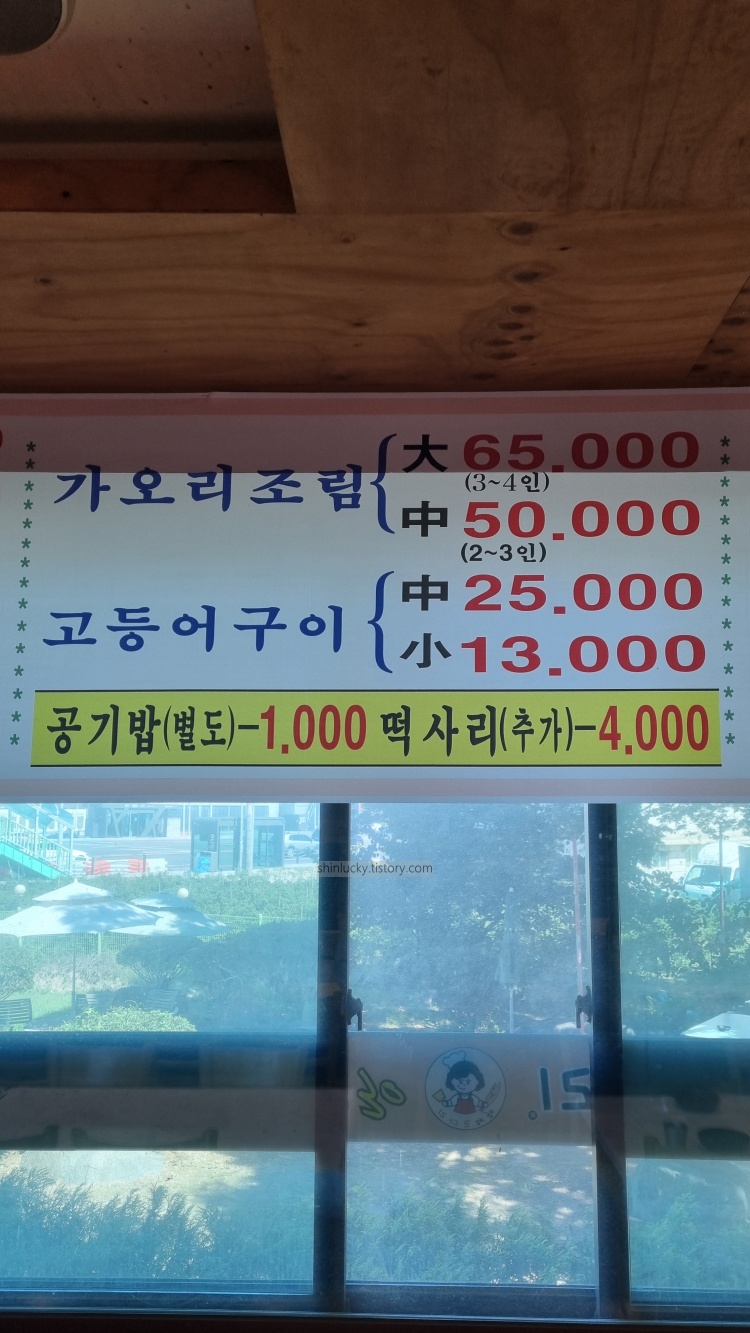 가오리조림
大 65.000
(3~4인)
中 50.000
(2~3인)
고등어구이
中 25.000
小 13.000
공기밥(별도)-1.000 떡사리(추가)-4.000
shinlucky.tistory.com